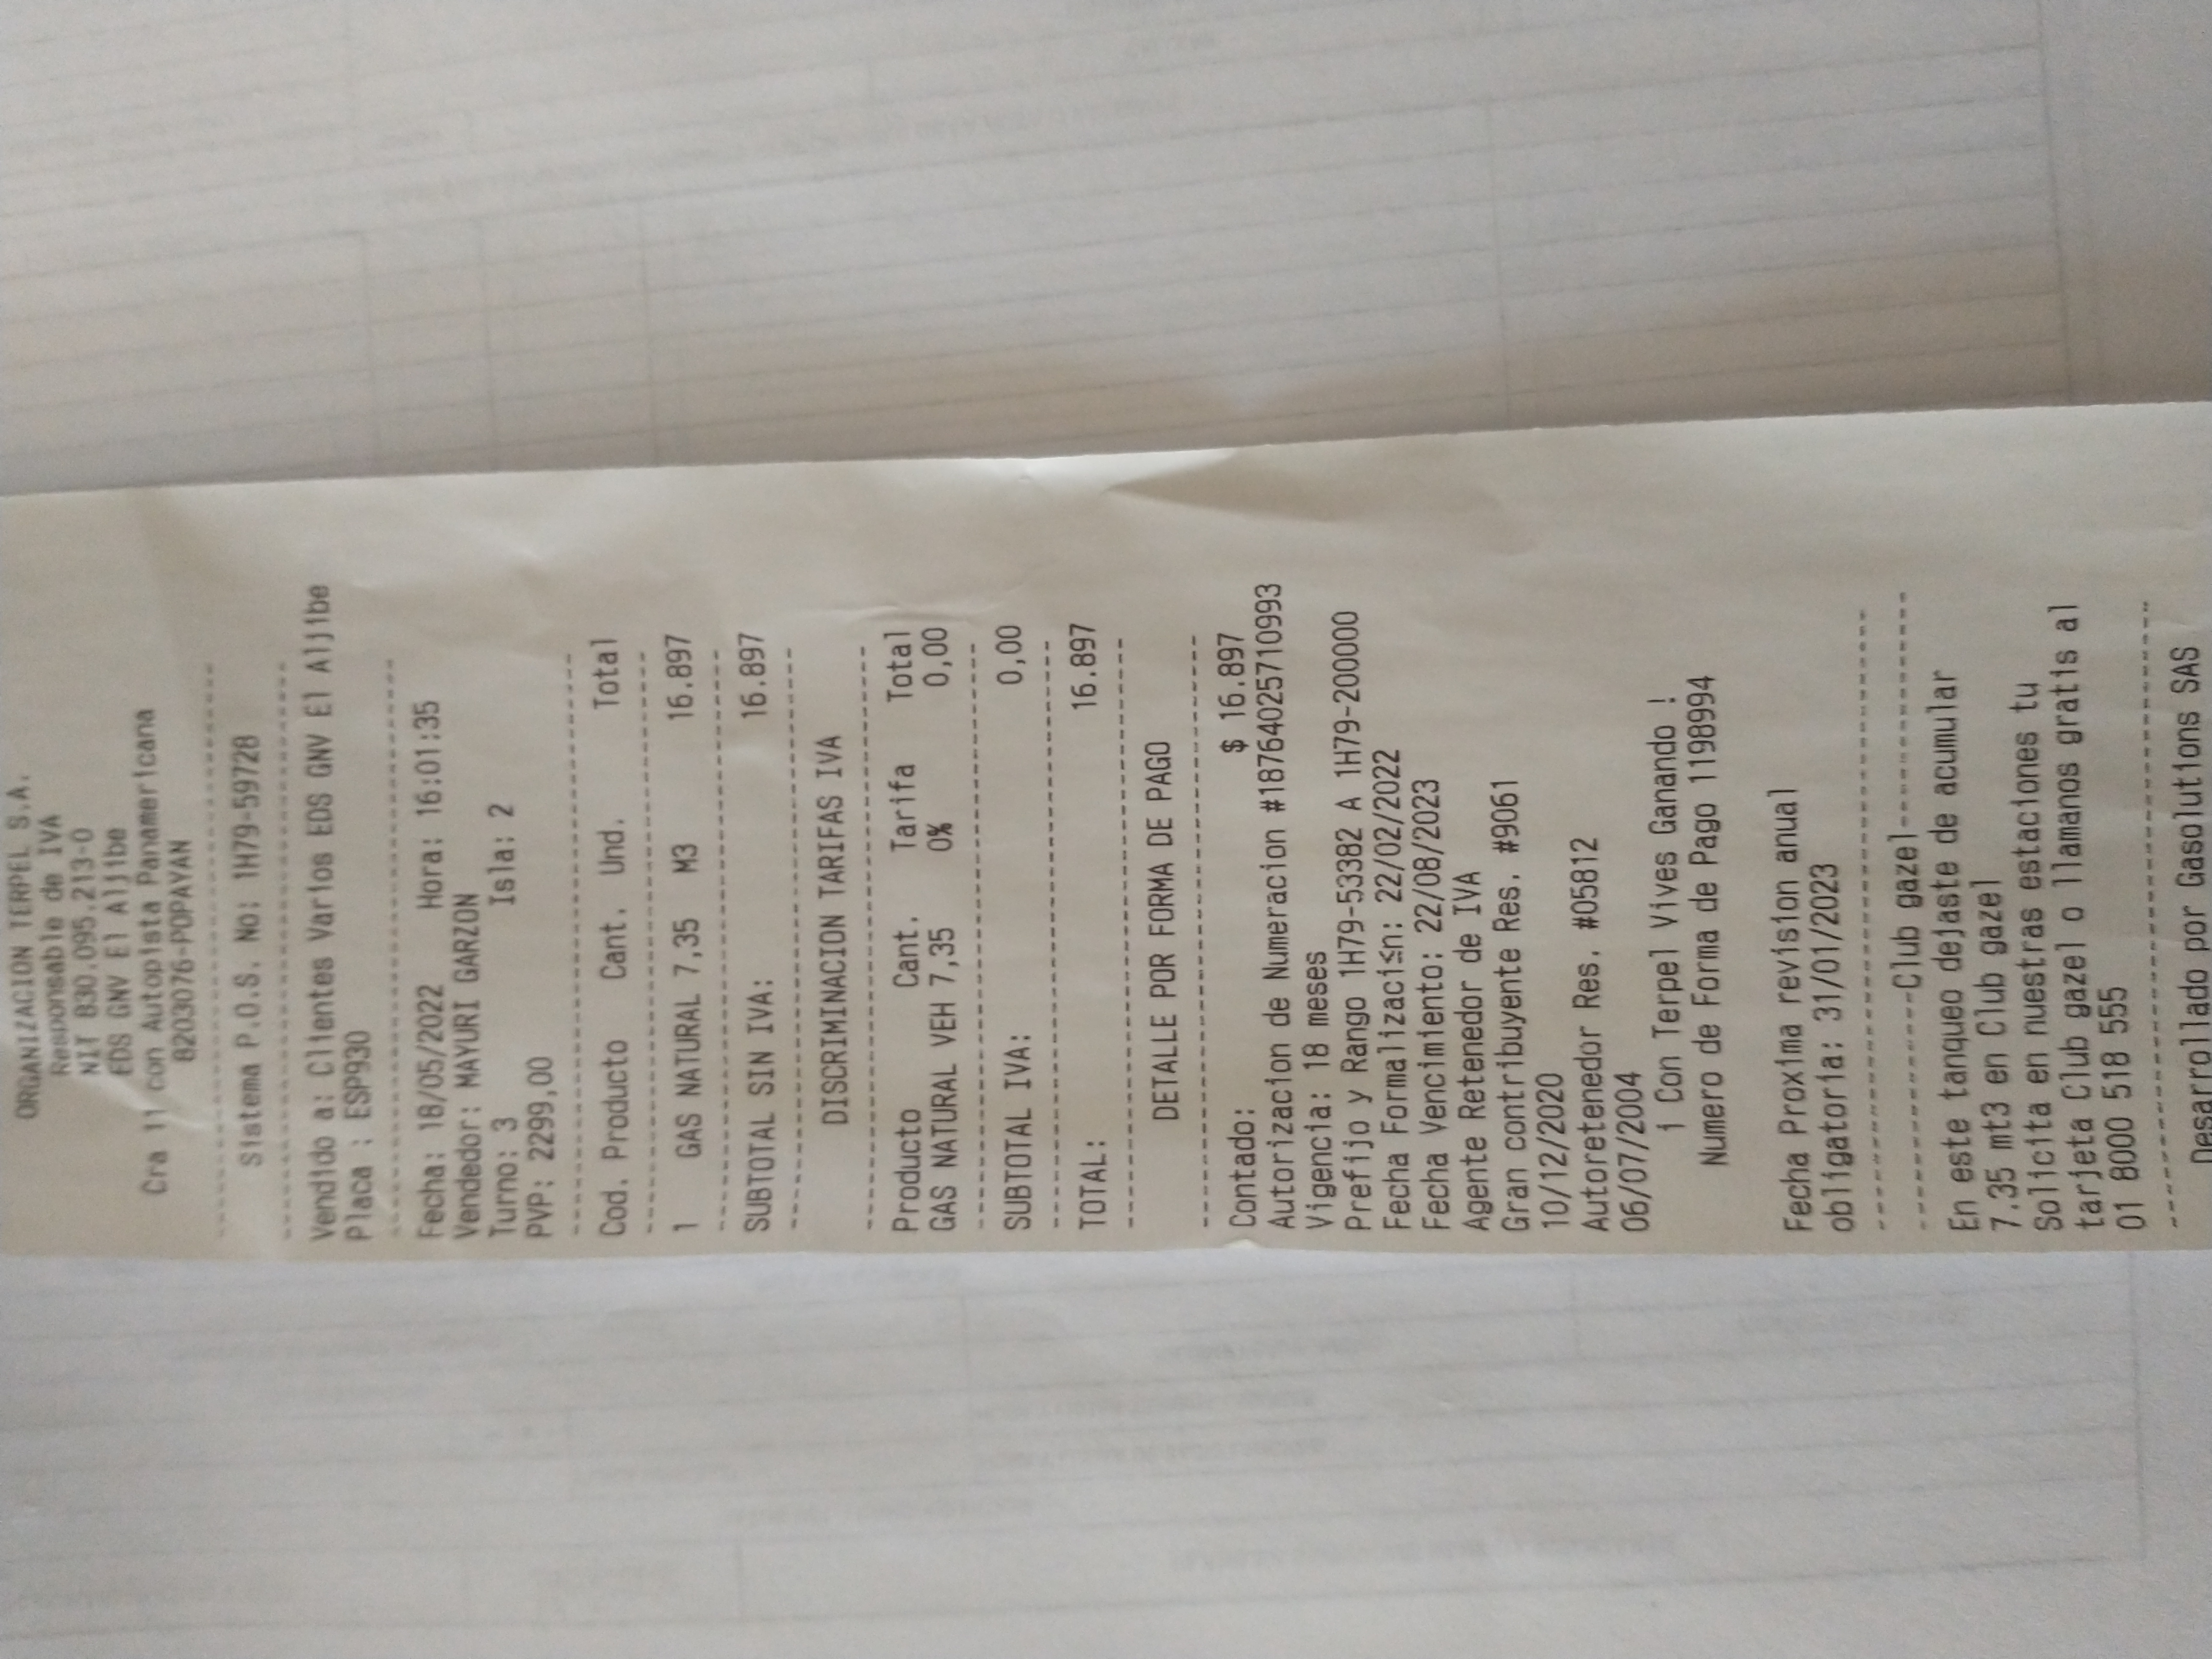 ORGANIZACION TERPEL S.A.
Responsable de IVA
NIT 830.095.213-0
EDS GNV El Aljibe
Cra 11 con Autopista Panamericana
8203076-POPAYAN
------------------------------------------
Sistema P.O.S. No: 1H79-59728
------------------------------------------
Vendido a: Clientes Varios EDS GNV El Aljibe
Placa : ESP930
------------------------------------------
Fecha: 18/05/2022 Hora: 16:01:35
Vendedor: MAYURI GARZON
Turno: 3 Isla: 2
PVP: 2299,00
------------------------------------------
Cod. Producto Cant. Und. Total
------------------------------------------
1 GAS NATURAL 7,35 M3 16.897
------------------------------------------
SUBTOTAL SIN IVA: 16.897
------------------------------------------
DISCRIMINACION TARIFAS IVA
------------------------------------------
Producto Cant. Tarifa Total
GAS NATURAL VEH 7,35 0% 0,00
------------------------------------------
SUBTOTAL IVA: 0,00
------------------------------------------
TOTAL: 16.897
------------------------------------------
DETALLE POR FORMA DE PAGO
------------------------------------------
Contado: $ 16.897
Autorizacion de Numeracion #18764025710993
Vigencia: 18 meses
Prefijo y Rango 1H79-53382 A 1H79-200000
Fecha Formalizaci≤n: 22/02/2022
Fecha Vencimiento: 22/08/2023
Agente Retenedor de IVA
Gran contribuyente Res. #9061
10/12/2020
Autoretenedor Res. #05812
06/07/2004
¡ Con Terpel Vives Ganando !
Numero de Forma de Pago 1198994
Fecha Proxima revision anual
obligatoria: 31/01/2023
------------------------------------------
----------------Club gazel----------------
En este tanqueo dejaste de acumular
7.35 mt3 en Club gazel
Solicita en nuestras estaciones tu
tarjeta Club gazel o llamanos gratis al
01 8000 518 555
------------------------------------------
Desarrollado por Gasolutions SAS